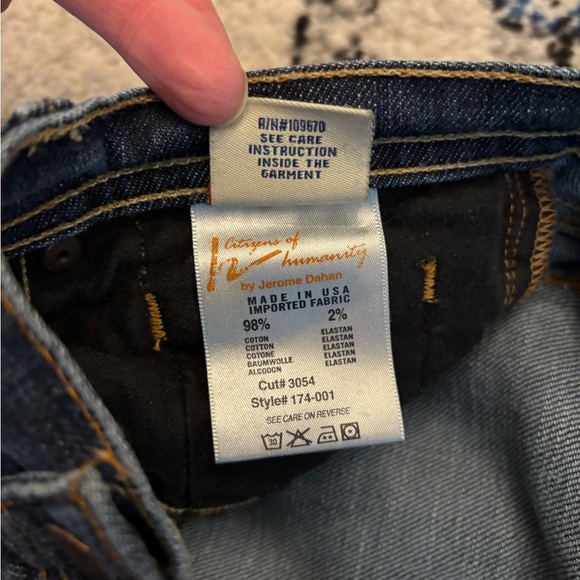 R/N#109670
SEE CARE
INSTRUCTION
INSIDE THE
GARMENT
Citizens of
humanity
by Jerome Dahan
MADE IN USA
IMPORTED FABRIC
98% 2%
COTON ELASTAN
COTTON ELASTAN
COTONE ELASTAN
BAUMWOLLE ELASTAN
ALGODON ELASTAN
Cut# 3054
Style# 174-001
SEE CARE ON REVERSE
30